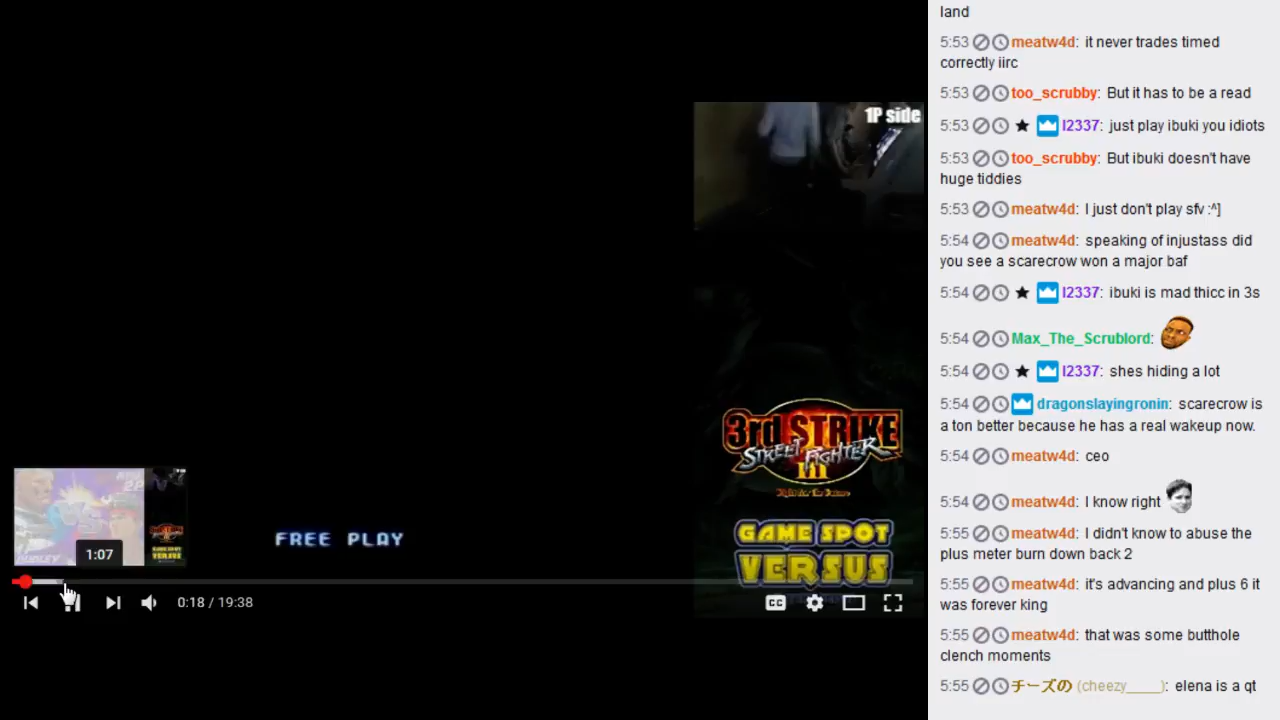 1P side
3rd STRIKE
STREET FIGHTER
III
Fight for the Future
GAME SPOT
VERSUS
FREE PLAY
DUDLEY
1:07
0:18 / 19:38
CC
land
5:53 meatw4d: it never trades timed
correctly iirc
5:53 too_scrubby: But it has to be a read
5:53 l2337: just play ibuki you idiots
5:53 too_scrubby: But ibuki doesn't have
huge tiddies
5:53 meatw4d: I just don't play sfv :^]
5:54 meatw4d: speaking of injustass did
you see a scarecrow won a major baf
5:54 l2337: ibuki is mad thicc in 3s
5:54 Max_The_Scrublord:
5:54 l2337: shes hiding a lot
5:54 dragonslayingronin: scarecrow is
a ton better because he has a real wakeup now.
5:54 meatw4d: ceo
5:54 meatw4d: I know right
5:55 meatw4d: I didn't know to abuse the
plus meter burn down back 2
5:55 meatw4d: it's advancing and plus 6 it
was forever king
5:55 meatw4d: that was some butthole
clench moments
5:55 チーズの (cheezy____): elena is a qt